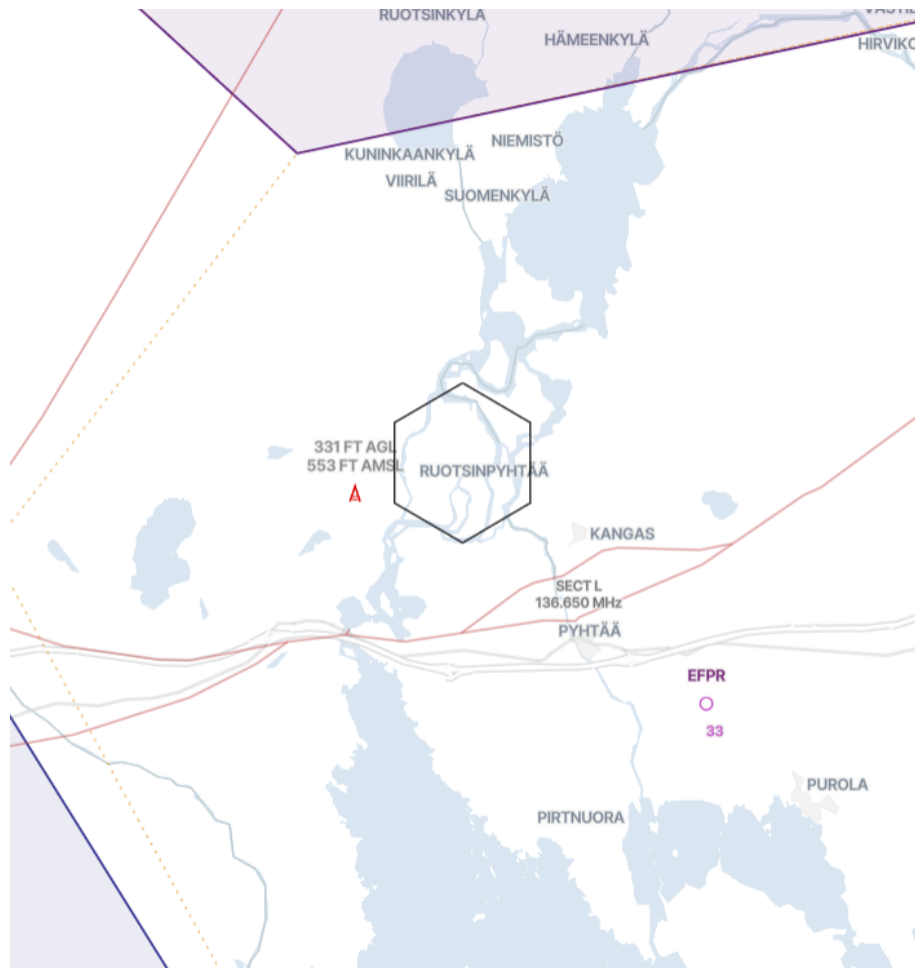 RUOTSINKYLÄ
HÄMEENKYLÄ
NIEMISTÖ
KUNINKAANKYLÄ
VIIRILÄ
SUOMENKYLÄ
331 FT AGL
553 FT AMSL
RUOTSINPYHTÄÄ
KANGAS
SECT L
136.650 MHz
PYHTÄÄ
EFPR
33
PUROLA
PIRTNUORA